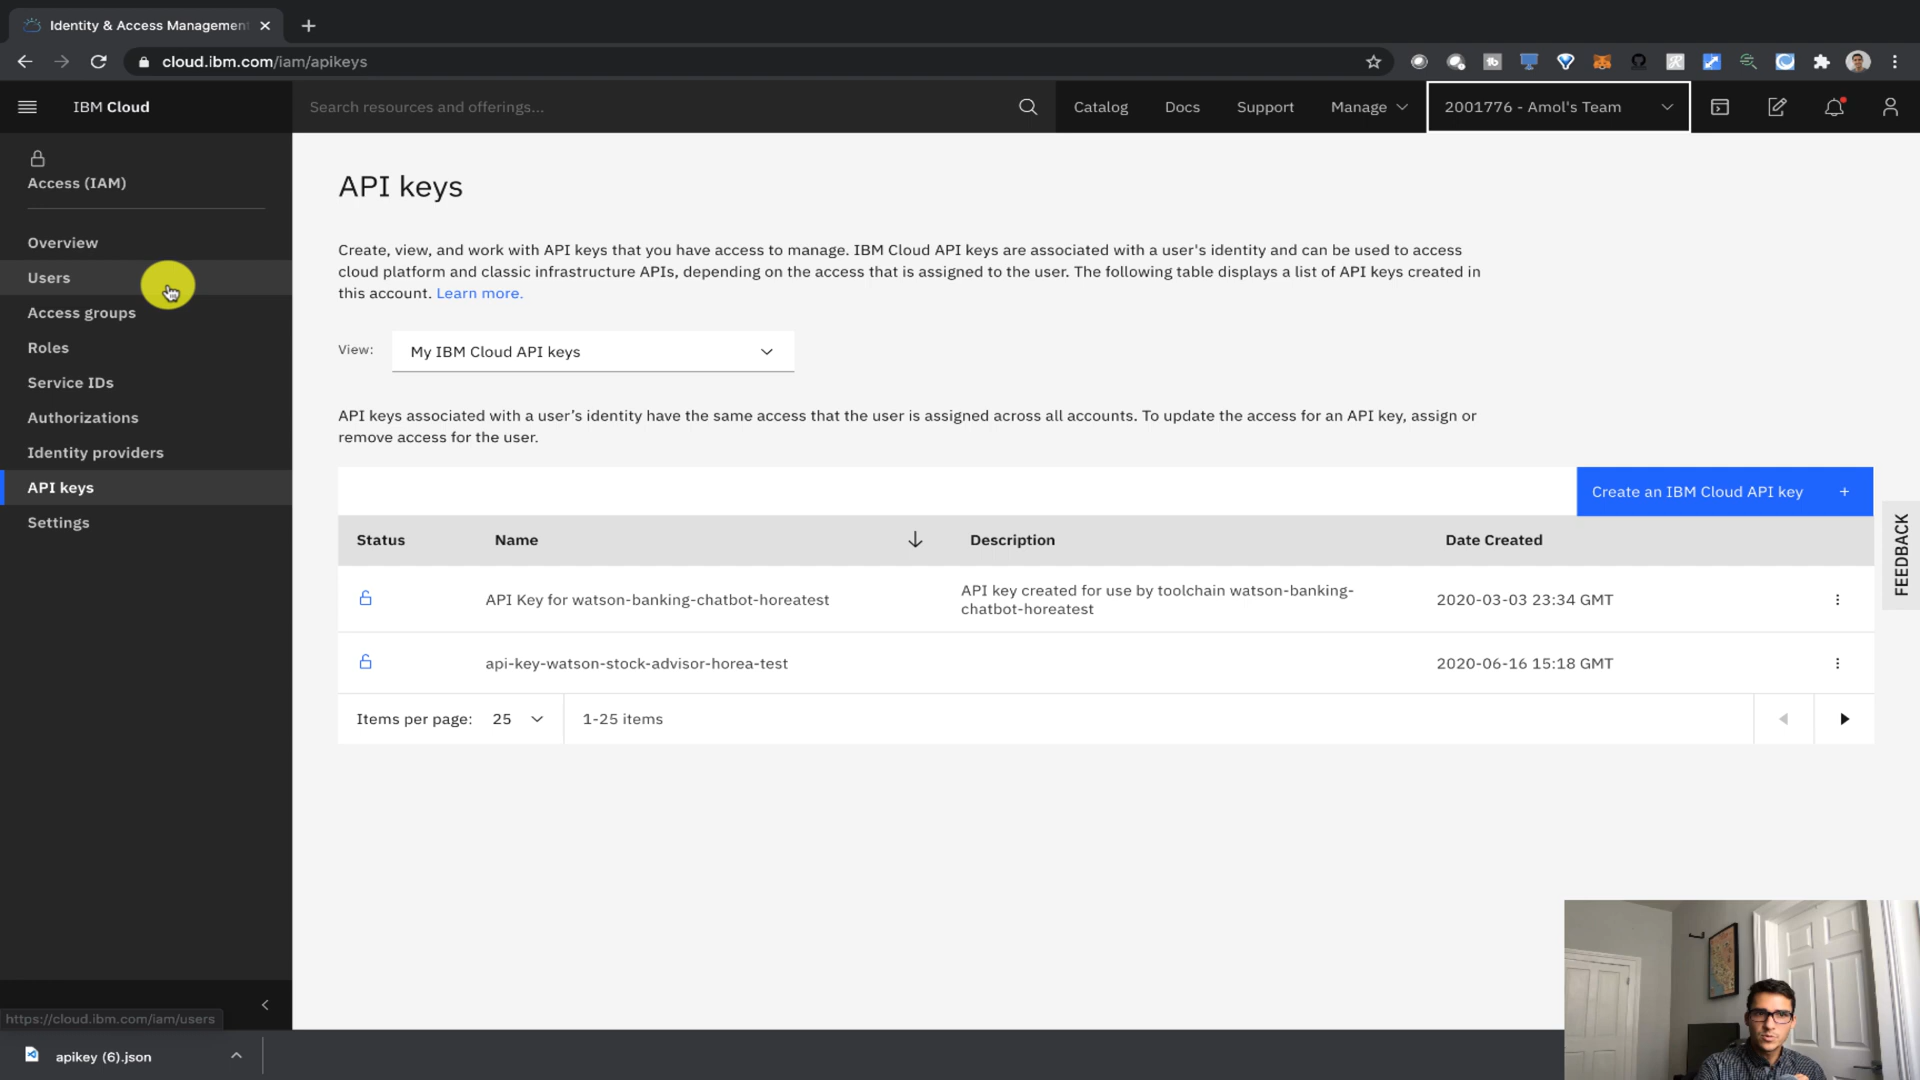 Identity & Access Management
cloud.ibm.com/iam/apikeys
IBM Cloud
Search resources and offerings...
Catalog
Docs
Support
Manage
2001776 - Amol's Team
Access (IAM)
Overview
Users
Access groups
Roles
Service IDs
Authorizations
Identity providers
API keys
Settings
API keys
Create, view, and work with API keys that you have access to manage. IBM Cloud API keys are associated with a user's identity and can be used to access
cloud platform and classic infrastructure APIs, depending on the access that is assigned to the user. The following table displays a list of API keys created in
this account. Learn more.
View:
My IBM Cloud API keys
API keys associated with a user's identity have the same access that the user is assigned across all accounts. To update the access for an API key, assign or
remove access for the user.
Create an IBM Cloud API key +
Status
Name
Description
Date Created
API Key for watson-banking-chatbot-horeatest
API key created for use by toolchain watson-banking-
chatbot-horeatest
2020-03-03 23:34 GMT
api-key-watson-stock-advisor-horea-test
2020-06-16 15:18 GMT
Items per page: 25
1-25 items
FEEDBACK
https://cloud.ibm.com/iam/users
apikey (6).json